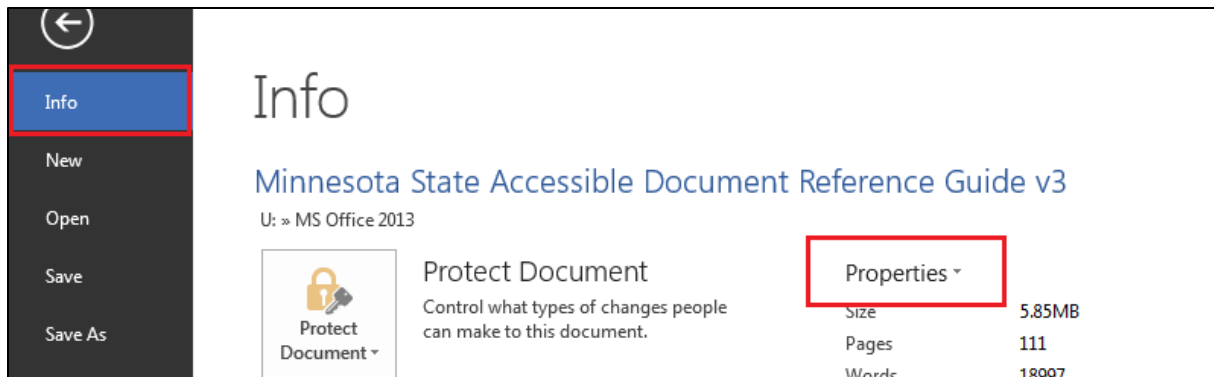 Info
New
Open
Save
Save As
Info
Minnesota State Accessible Document Reference Guide v3
U: » MS Office 2013
Protect
Document
Protect Document
Control what types of changes people
can make to this document.
Properties
Size 5.85MB
Pages 111
Words 18997